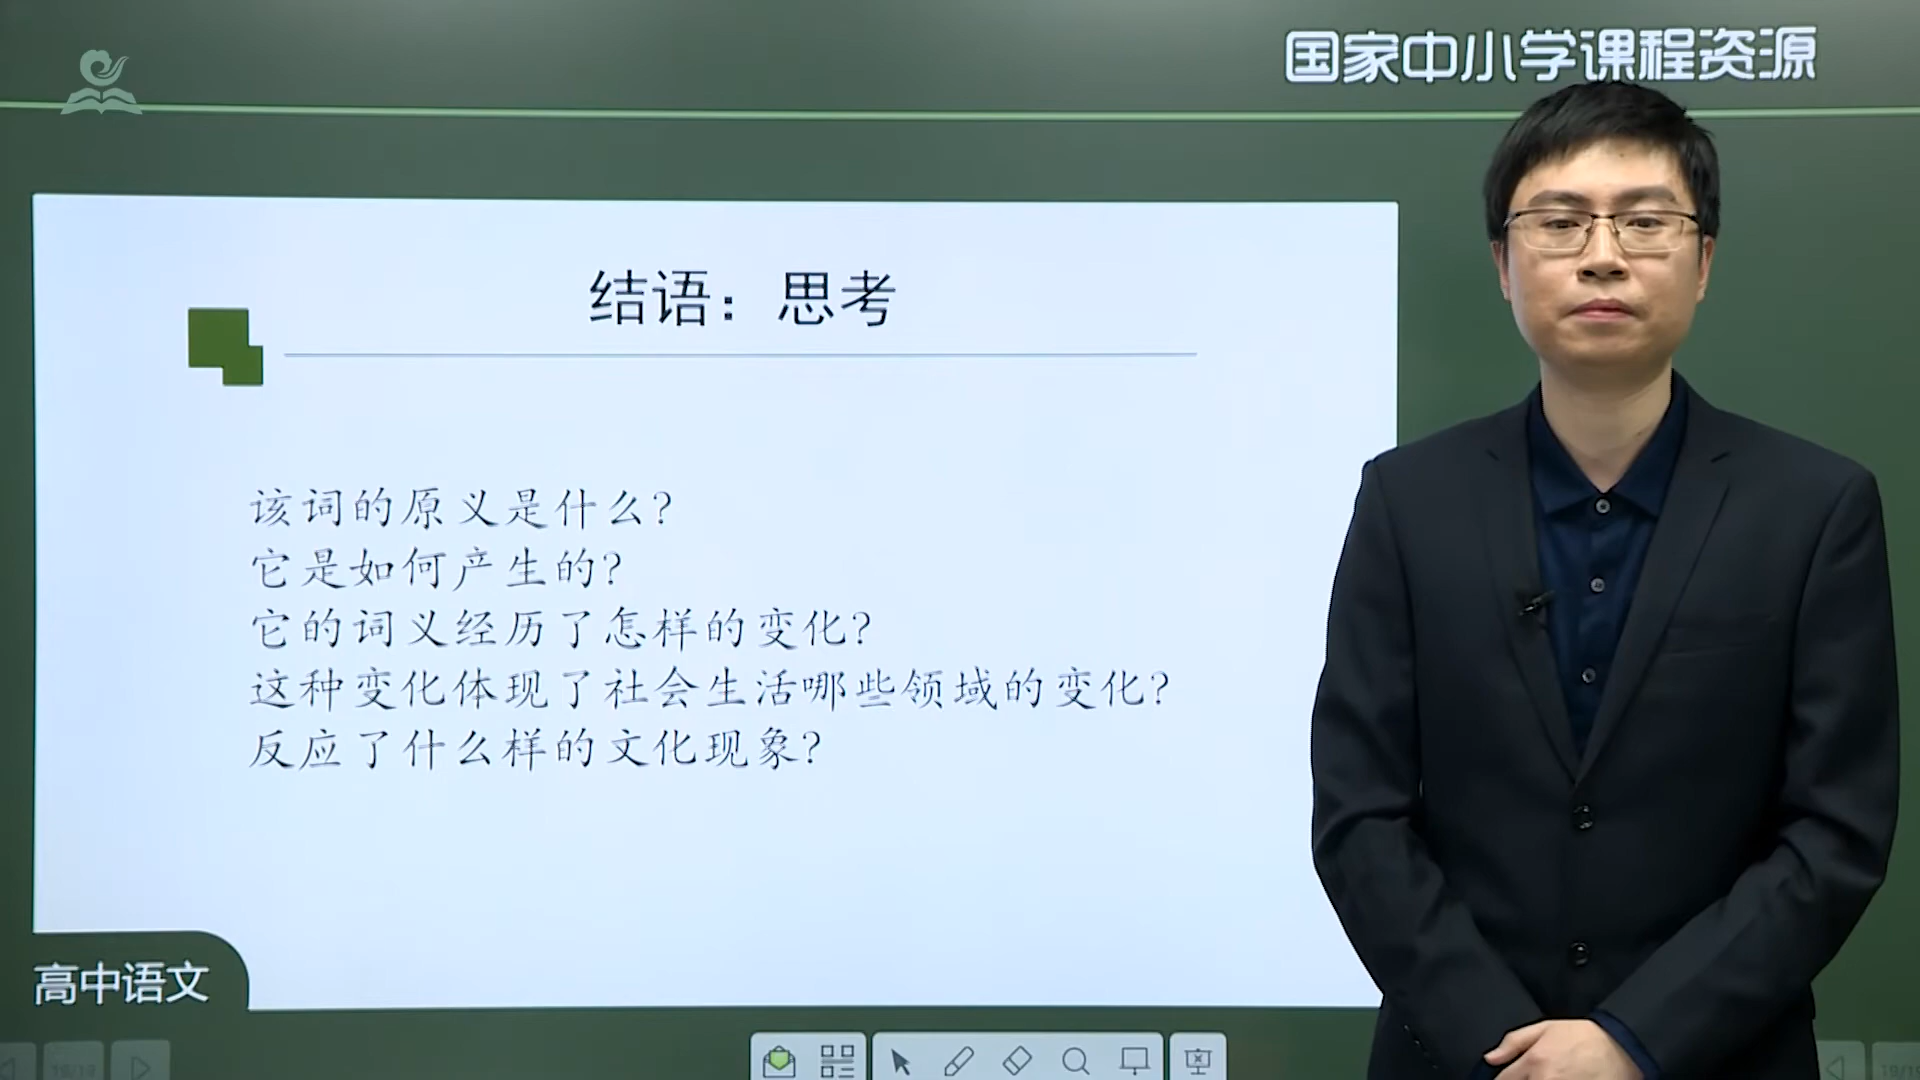 国家中小学课程资源
结语：思考
该词的原义是什么?
它是如何产生的?
它的词义经历了怎样的变化?
这种变化体现了社会生活哪些领域的变化?
反应了什么样的文化现象?
高中语文